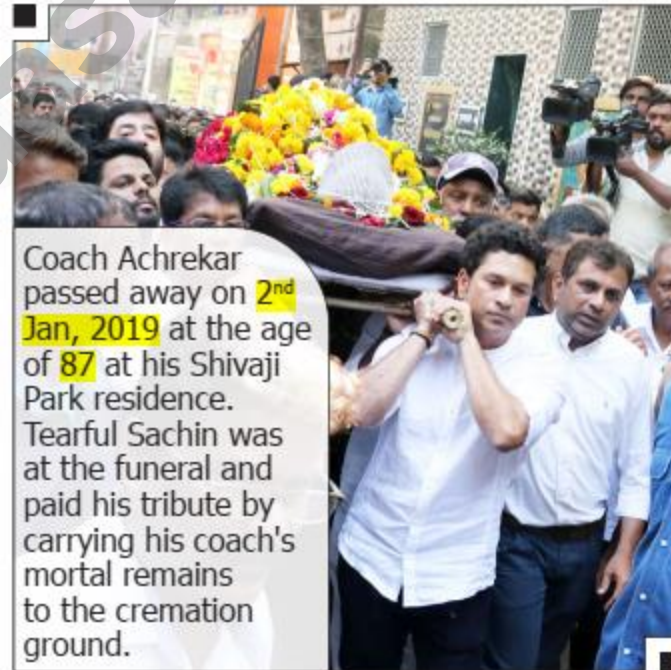 Coach Achrekar
passed away on 2nd
Jan, 2019 at the age
of 87 at his Shivaji
Park residence.
Tearful Sachin was
at the funeral and
paid his tribute by
carrying his coach's
mortal remains
to the cremation
ground.